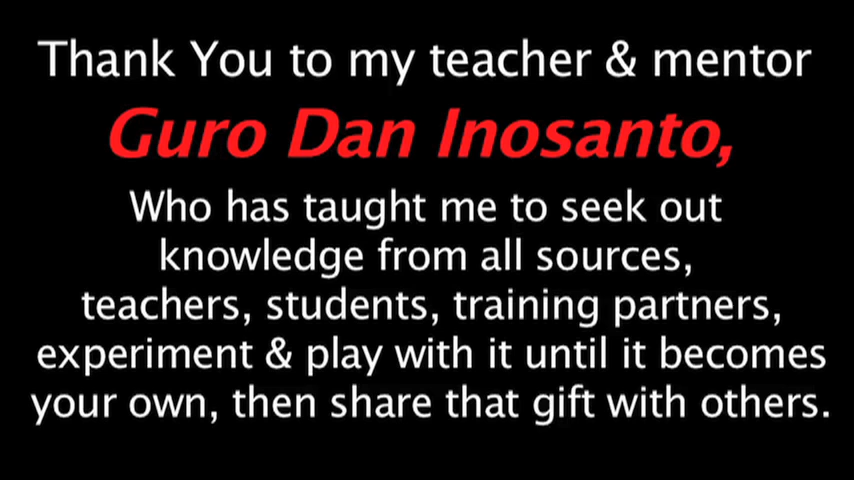 Thank You to my teacher & mentor
Guro Dan Inosanto,
Who has taught me to seek out
knowledge from all sources,
teachers, students, training partners,
experiment & play with it until it becomes
your own, then share that gift with others.